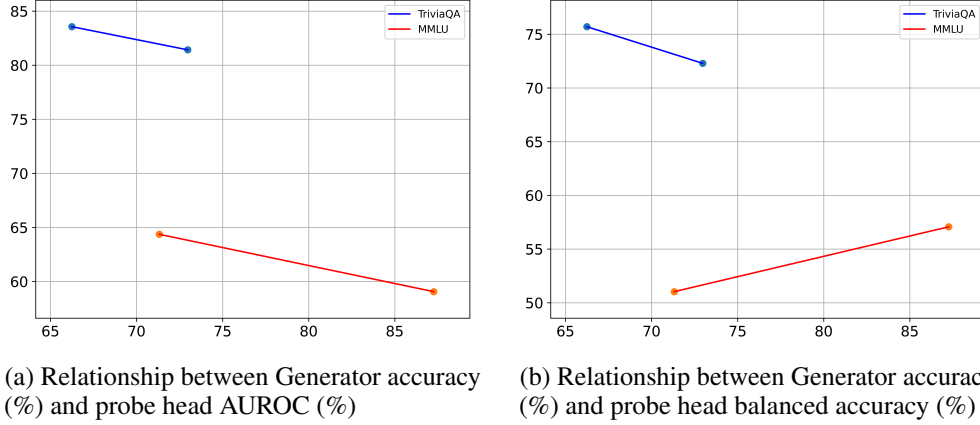 85
80
75
70
65
60
65 70 75 80 85
TriviaQA
MMLU
75
70
65
60
55
50
65 70 75 80 85
TriviaQA
MMLU
(a) Relationship between Generator accuracy
(%) and probe head AUROC (%)
(b) Relationship between Generator
(%) and probe head balanced accuracy (%)